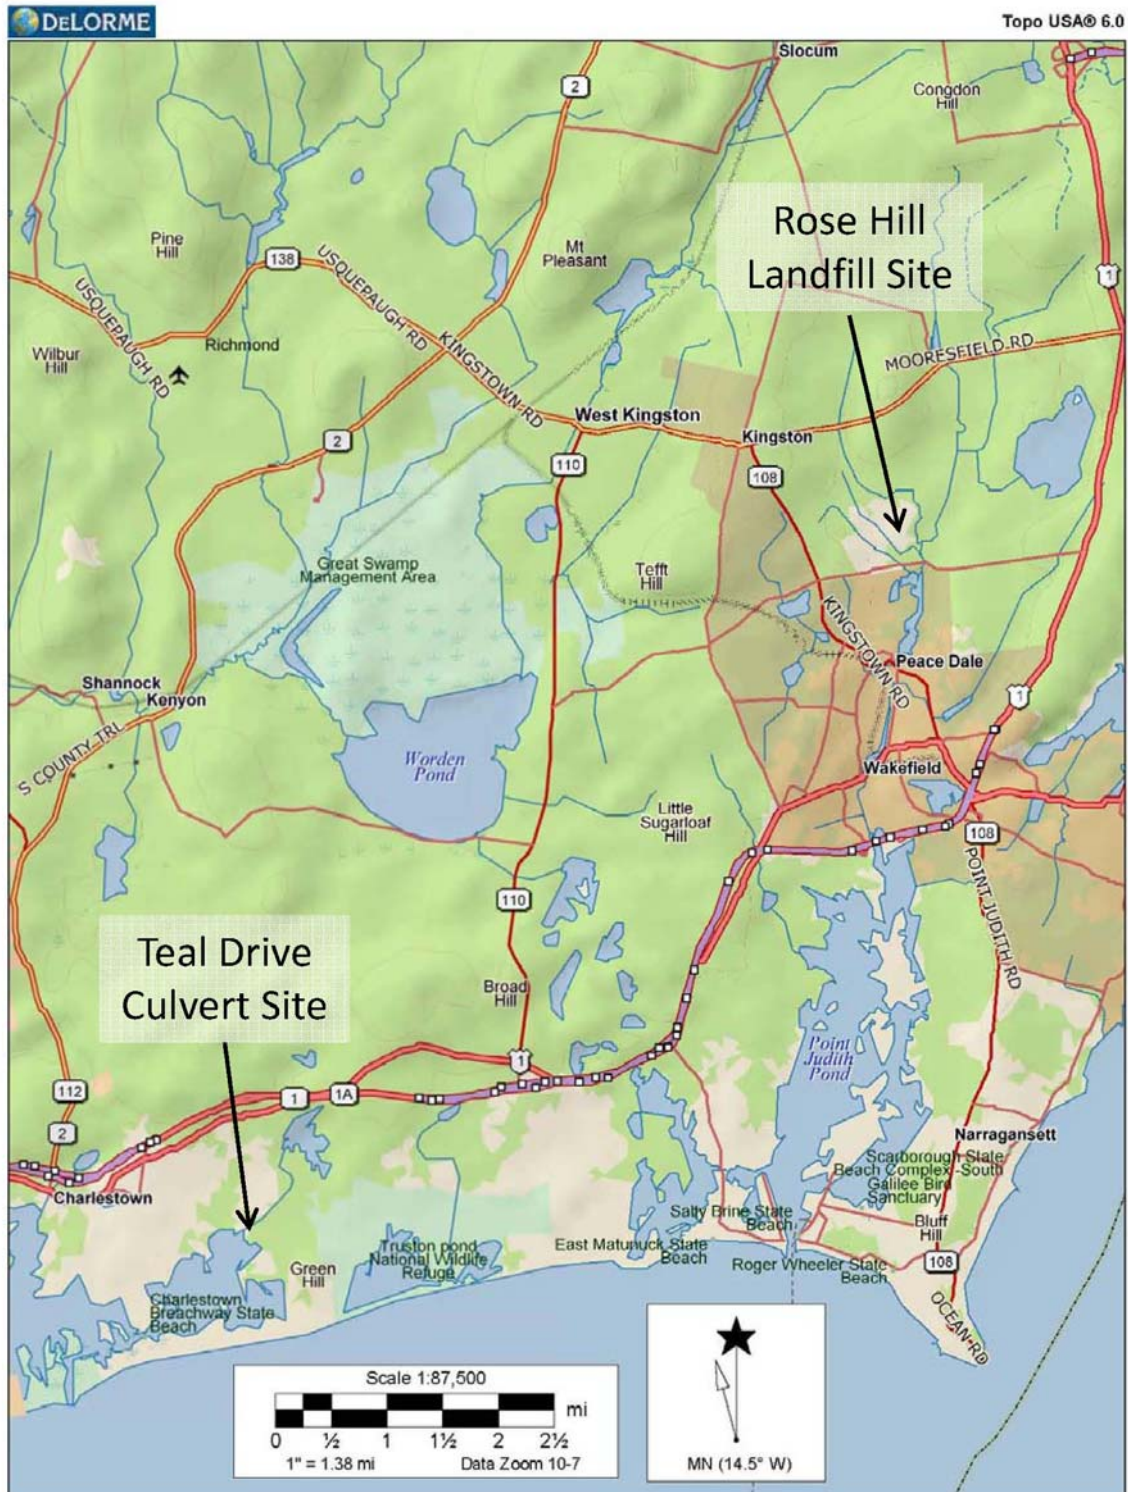 DELORME
Topo USA® 6.0
Slocum
2
Congdon
Hill
Rose Hill
Landfill Site
Pine
Hill
138
Mt
Pleasant
1
USQUEPAUGH RD
USQUEPAUGH RD
KINGSTOWN RD
MOORESFIELD RD
Richmond
Wilbur
Hill
West Kingston
Kingston
2
110
108
Great Swamp
Management Area
Tefft
Hill
KINGSTOWN RD
Peace Dale
Shannock
Kenyon
1
S COUNTY TRL
Worden
Pond
Wakefield
Little
Sugarloaf
Hill
108
110
POINT JUDITH RD
Teal Drive
Culvert Site
Broad
Hill
Point
Judith
Pond
1
112
1
1A
2
Narragansett
Charlestown
Scarborough State
Beach Complex -South
Galilee Bird
Sanctuary
Salty Brine State
Beach
Bluff
Hill
East Matunuck State
Beach
Roger Wheeler State
Beach
108
Truston pond
National Wildlife
Refuge
Green
Hill
Charlestown
Breachway State
Beach
OCEAN RD
Scale 1:87,500
mi
0 ½ 1 1½ 2 2½
1" = 1.38 mi Data Zoom 10-7
MN (14.5° W)